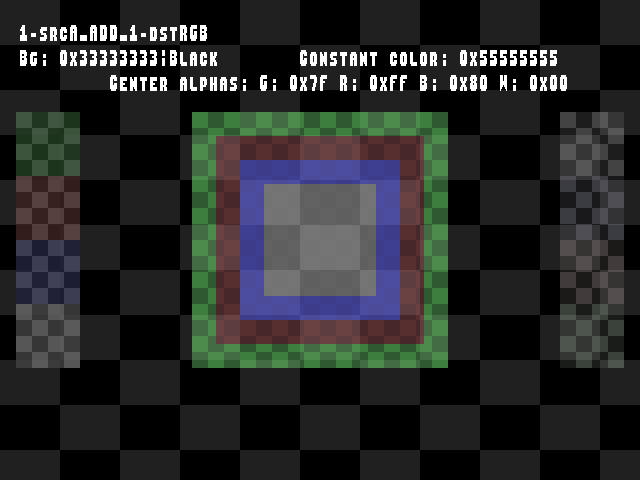 1-srcA_ADD_1-dstRGB
Bg: 0x33333333¦Black Constant color: 0x55555555
Center alphas: G: 0x7f R: 0xff B: 0x80 W: 0x00